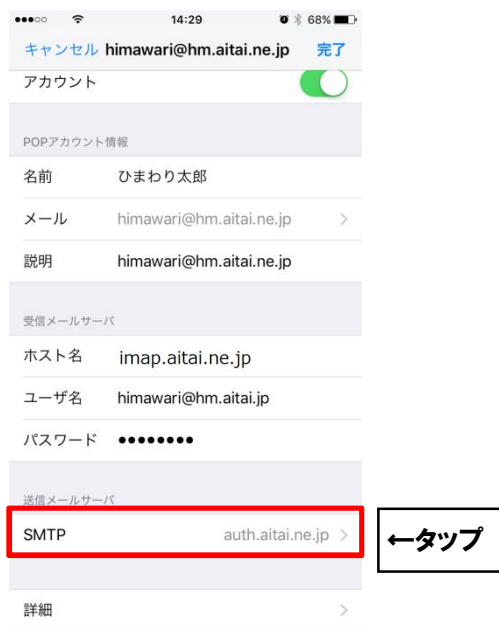 14:29 68%
キャンセル himawari@hm.aitai.ne.jp 完了
アカウント
POPアカウント情報
名前 ひまわり太郎
メール himawari@hm.aitai.ne.jp
説明 himawari@hm.aitai.ne.jp
受信メールサーバ
ホスト名 imap.aitai.ne.jp
ユーザ名 himawari@hm.aitai.jp
パスワード ●●●●●●●●
送信メールサーバ
SMTP auth.aitai.ne.jp
←タップ
詳細